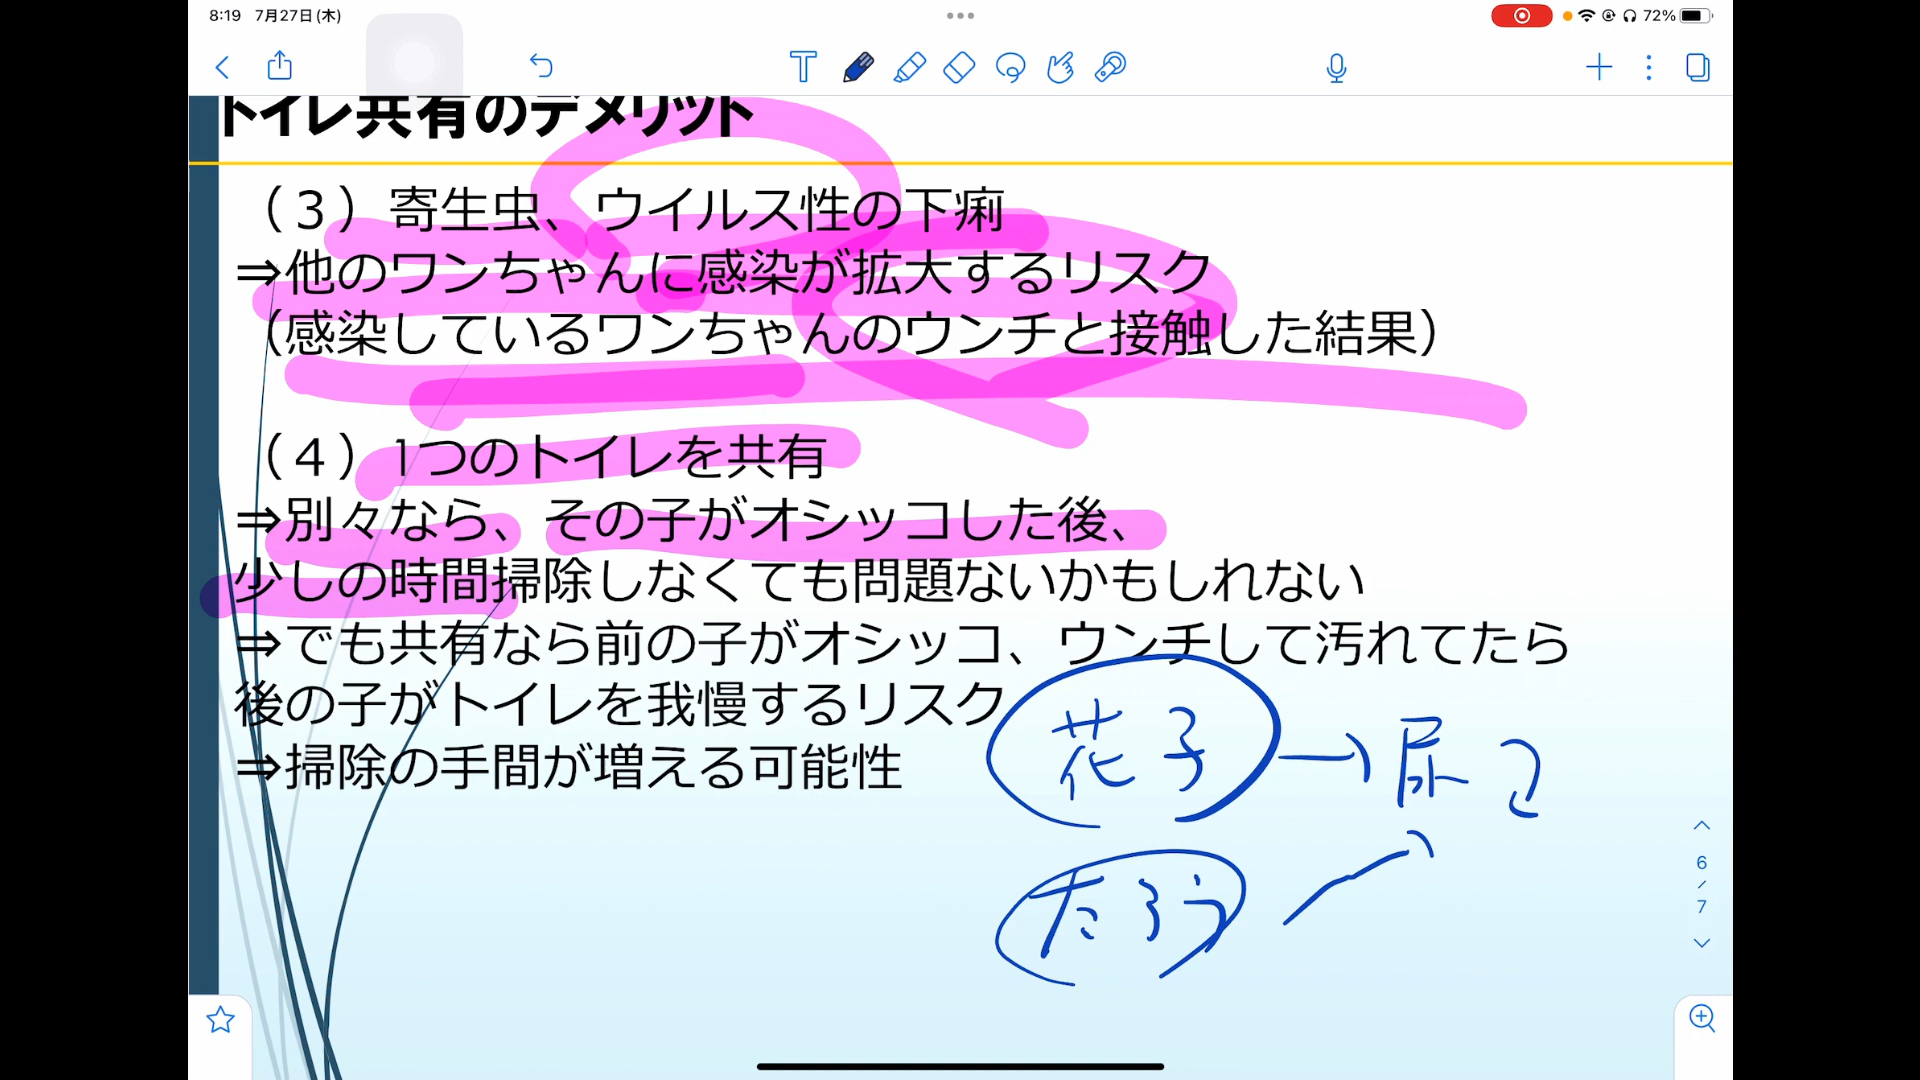 8:19 7月27日(木)
72%
トイレ共有のデメリット
（３）寄生虫、ウイルス性の下痢
⇒他のワンちゃんに感染が拡大するリスク
（感染しているワンちゃんのウンチと接触した結果）
（４）1つのトイレを共有
⇒別々なら、その子がオシッコした後、
少しの時間掃除しなくても問題ないかもしれない
⇒でも共有なら前の子がオシッコ、ウンチして汚れてたら
後の子がトイレを我慢するリスク
⇒掃除の手間が増える可能性
花子→尿
たろう
6
/
7